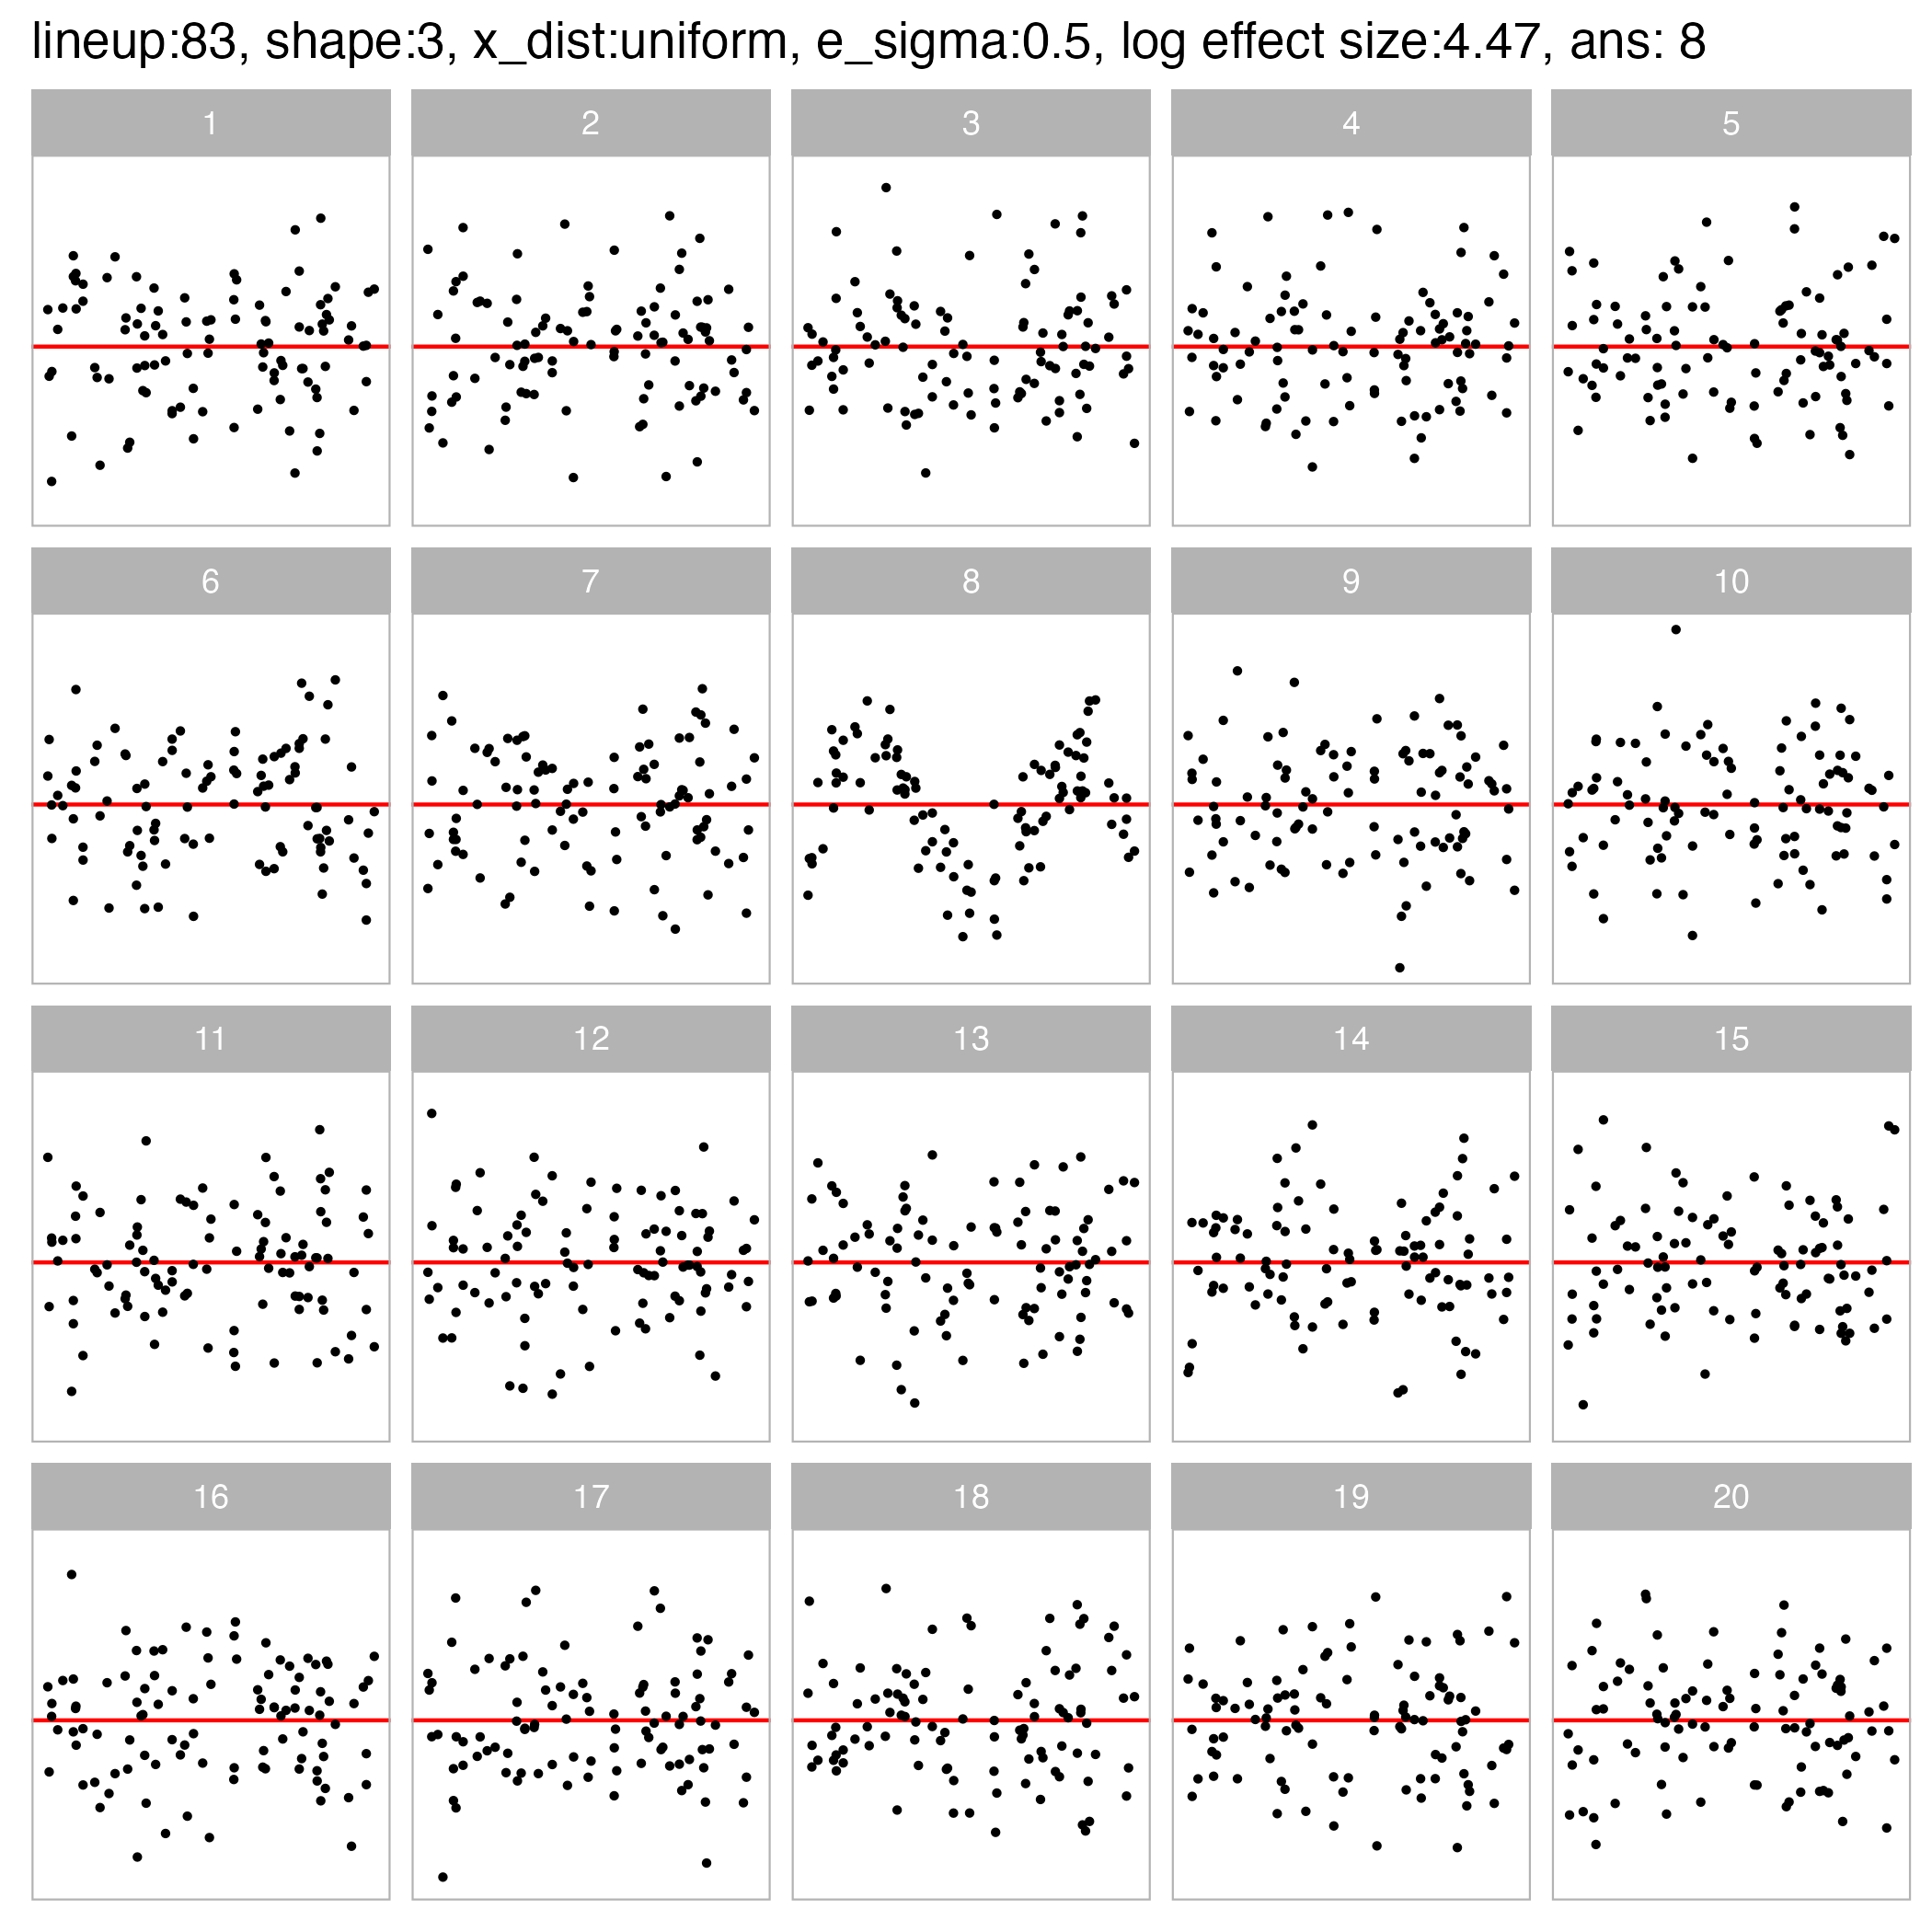 lineup:83, shape:3, x_dist:uniform, e_sigma:0.5, log effect size:4.47, ans: 8
1 2 3 4 5
6 7 8 9 10
11 12 13 14 15
16 17 18 19 20